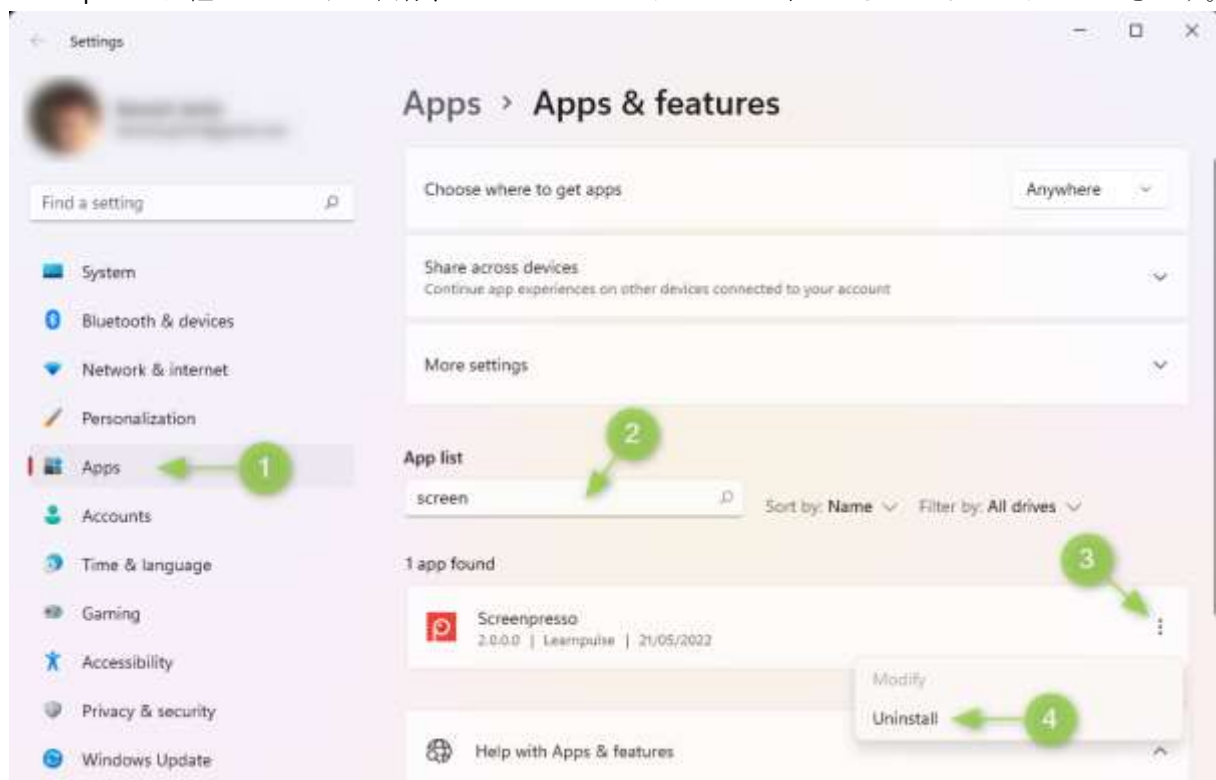 Settings
Apps > Apps & features
Find a setting
System
Bluetooth & devices
Network & internet
Personalization
Apps
1
Accounts
Time & language
Gaming
Accessibility
Privacy & security
Windows Update
Choose where to get apps
Anywhere
Share across devices
Continue app experiences on other devices connected to your account
More settings
2
App list
screen
Sort by: Name
Filter by: All drives
1 app found
3
Screenpresso
2.0.0.0 | Learnpulse | 21/05/2022
Modify
Uninstall
4
Help with Apps & features